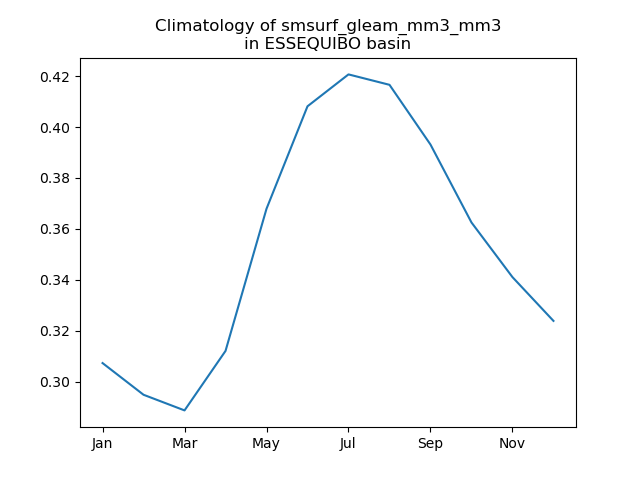 Climatology of smsurf_gleam_mm3_mm3
in ESSEQUIBO basin
0.42
0.40
0.38
0.36
0.34
0.32
0.30
Jan Mar May Jul Sep Nov